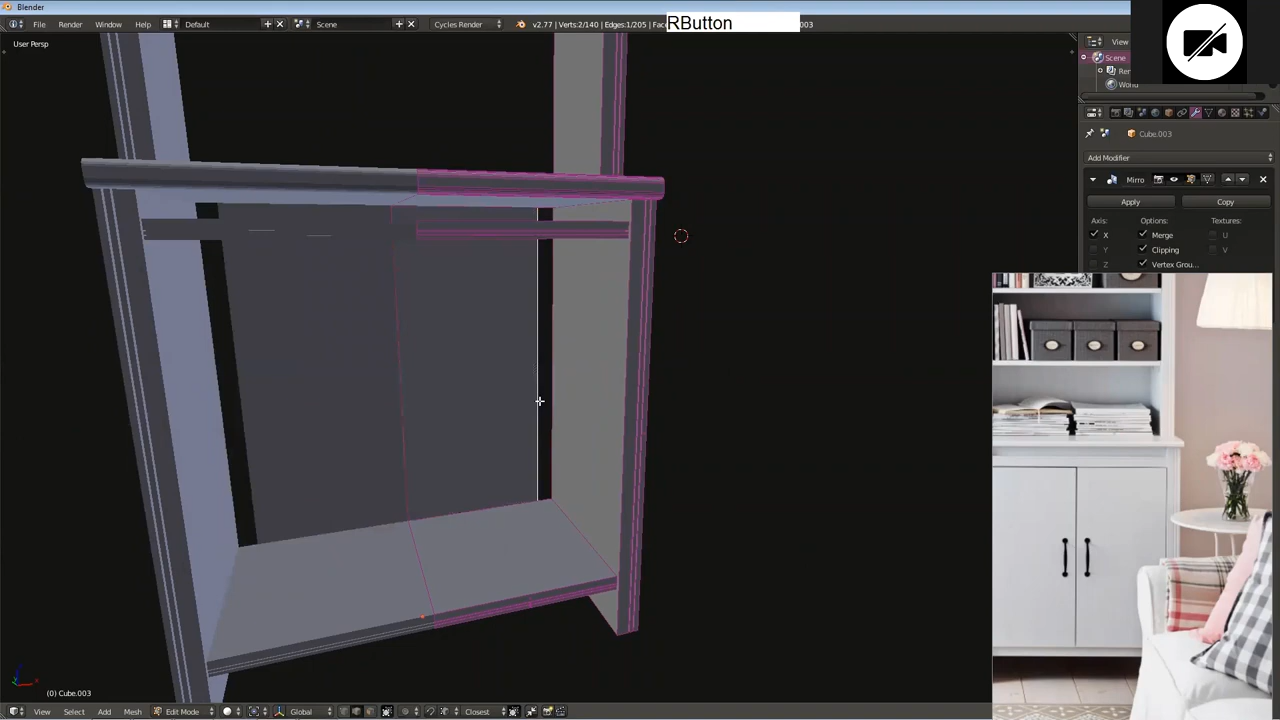 Blender
File Render Window Help Default Scene Cycles Render v2.77 | Verts:2/140 | Edges:1/205 | Fac RButton 003
User Persp
View
Scene
Ren
World
Cube.003
Add Modifier
Mirro
Apply Copy
Axis: Options: Textures:
X Merge U
Y Clipping V
Z Vertex Grou...
(0) Cube.003
View Select Add Mesh Edit Mode Global Closest